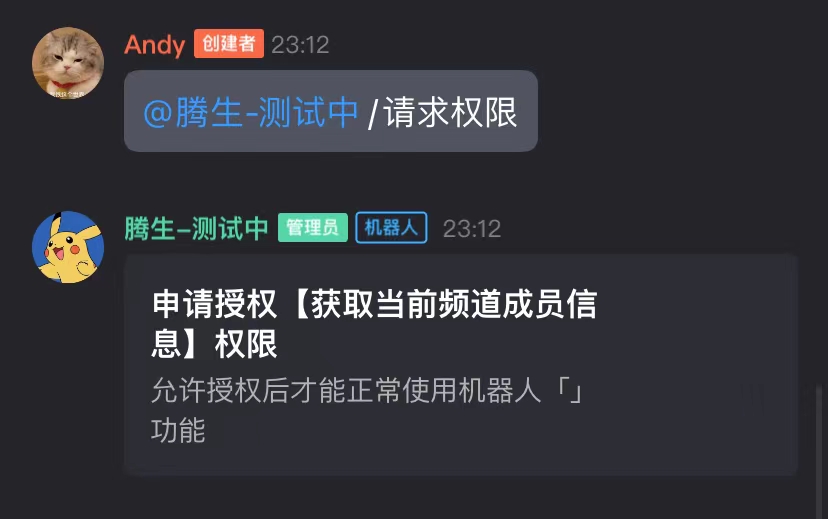 Andy 创建者 23:12
@腾生-测试中 /请求权限
腾生-测试中 管理员 机器人 23:12
申请授权【获取当前频道成员信
息】权限
允许授权后才能正常使用机器人「」
功能